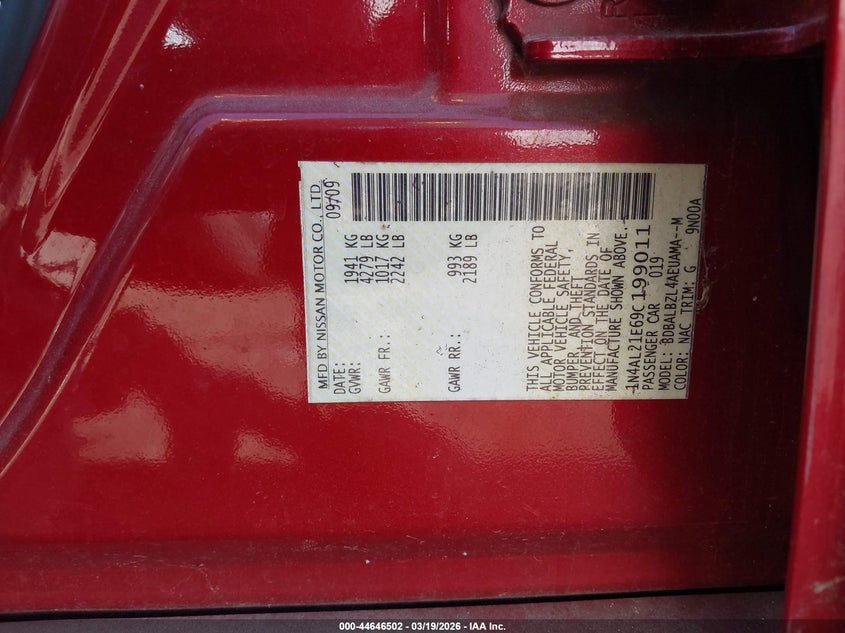 MFD BY NISSAN MOTOR CO., LTD
DATE: 09/09
GVWR: 1941 KG
4279 LB
GAWR FR.: 1017 KG
2242 LB
GAWR RR.: 993 KG
2189 LB
THIS VEHICLE CONFORMS TO
ALL APPLICABLE FEDERAL
MOTOR VEHICLE SAFETY,
BUMPER, AND THEFT
PREVENTION STANDARDS IN
EFFECT ON THE DATE OF
MANUFACTURE SHOWN ABOVE.
1N4AL21E69C199011
PASSENGER CAR 019
MODEL: BDBALBZL4AEUAMA--M
COLOR: NAC TRIM: G 9N00A
000-44646502 - 03/19/2026 - IAA Inc.